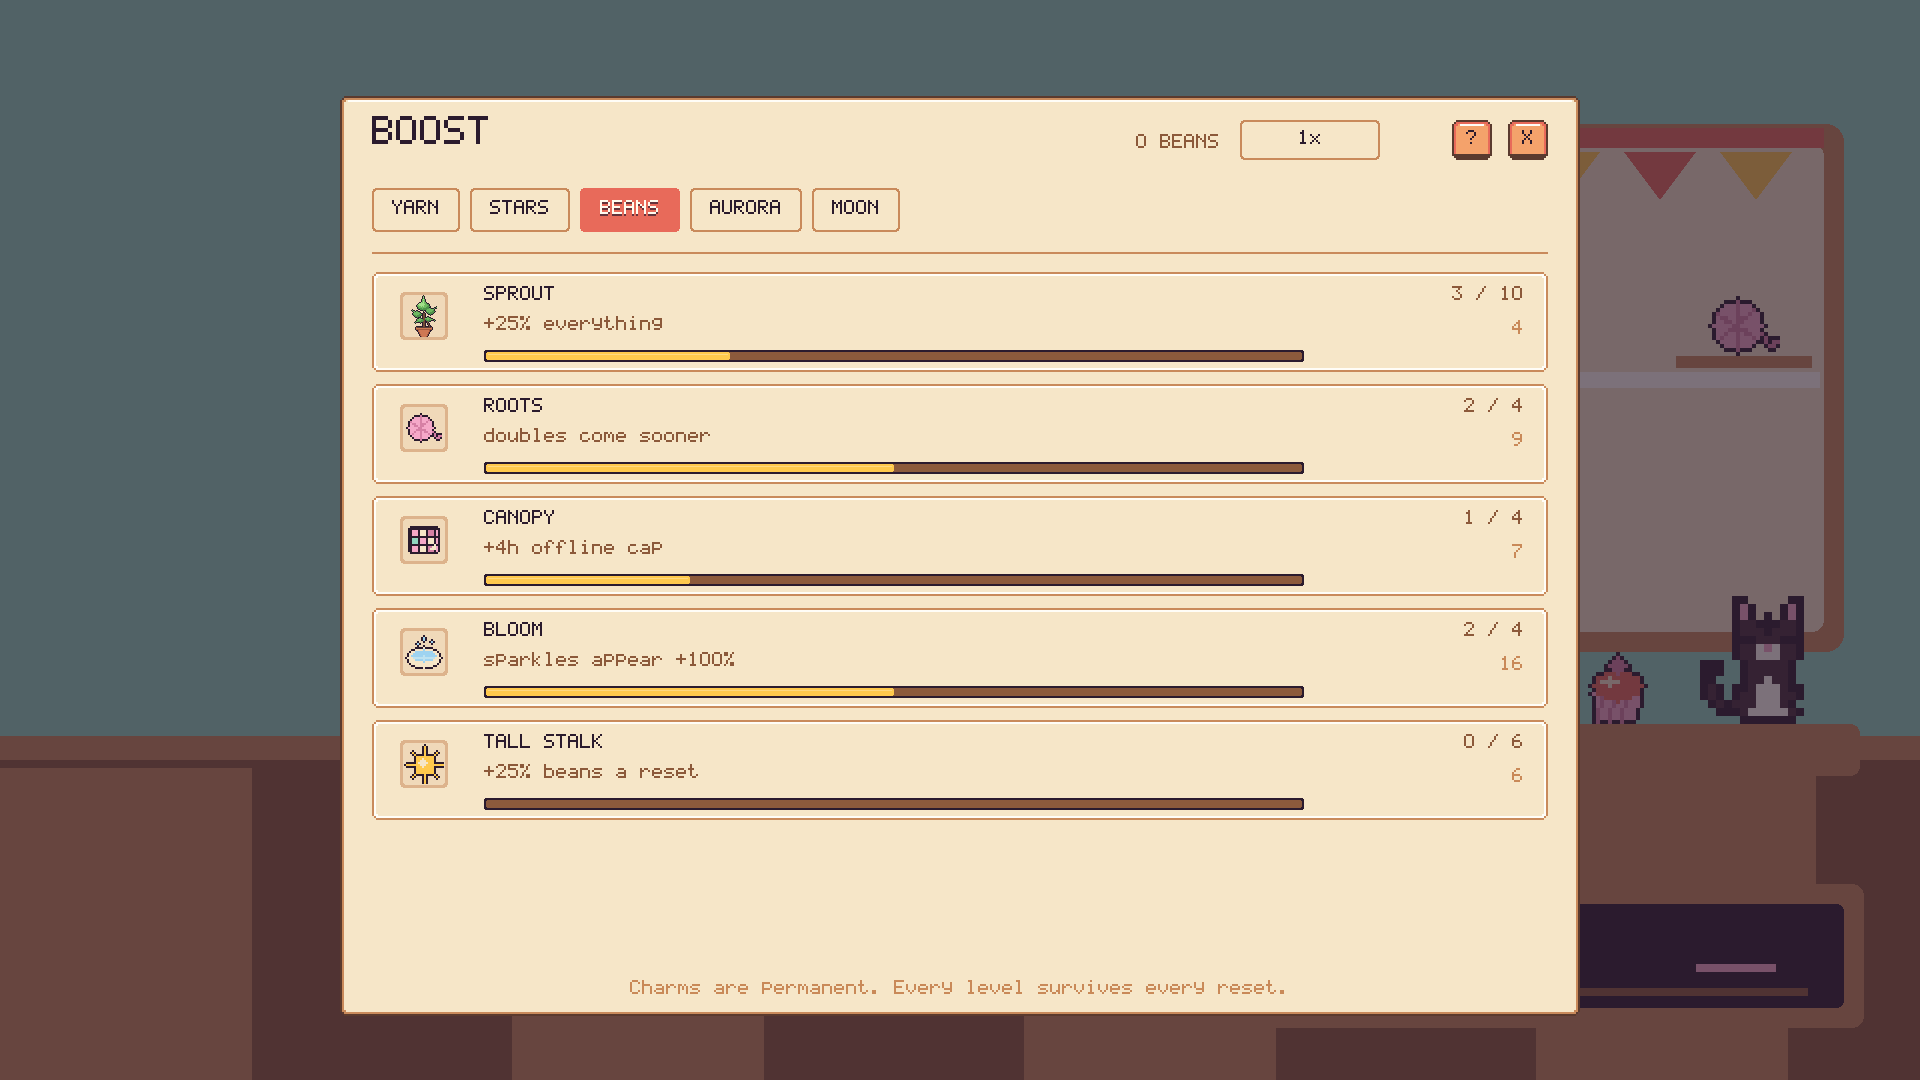 BOOST
0 BEANS
1x
?
X
YARN
STARS
BEANS
AURORA
MOON
SPROUT
3 / 10
+25% everything
4
ROOTS
2 / 4
doubles come sooner
9
CANOPY
1 / 4
+4h offline cap
7
BLOOM
2 / 4
sparkles appear +100%
16
TALL STALK
0 / 6
+25% beans a reset
6
Charms are permanent. Every level survives every reset.